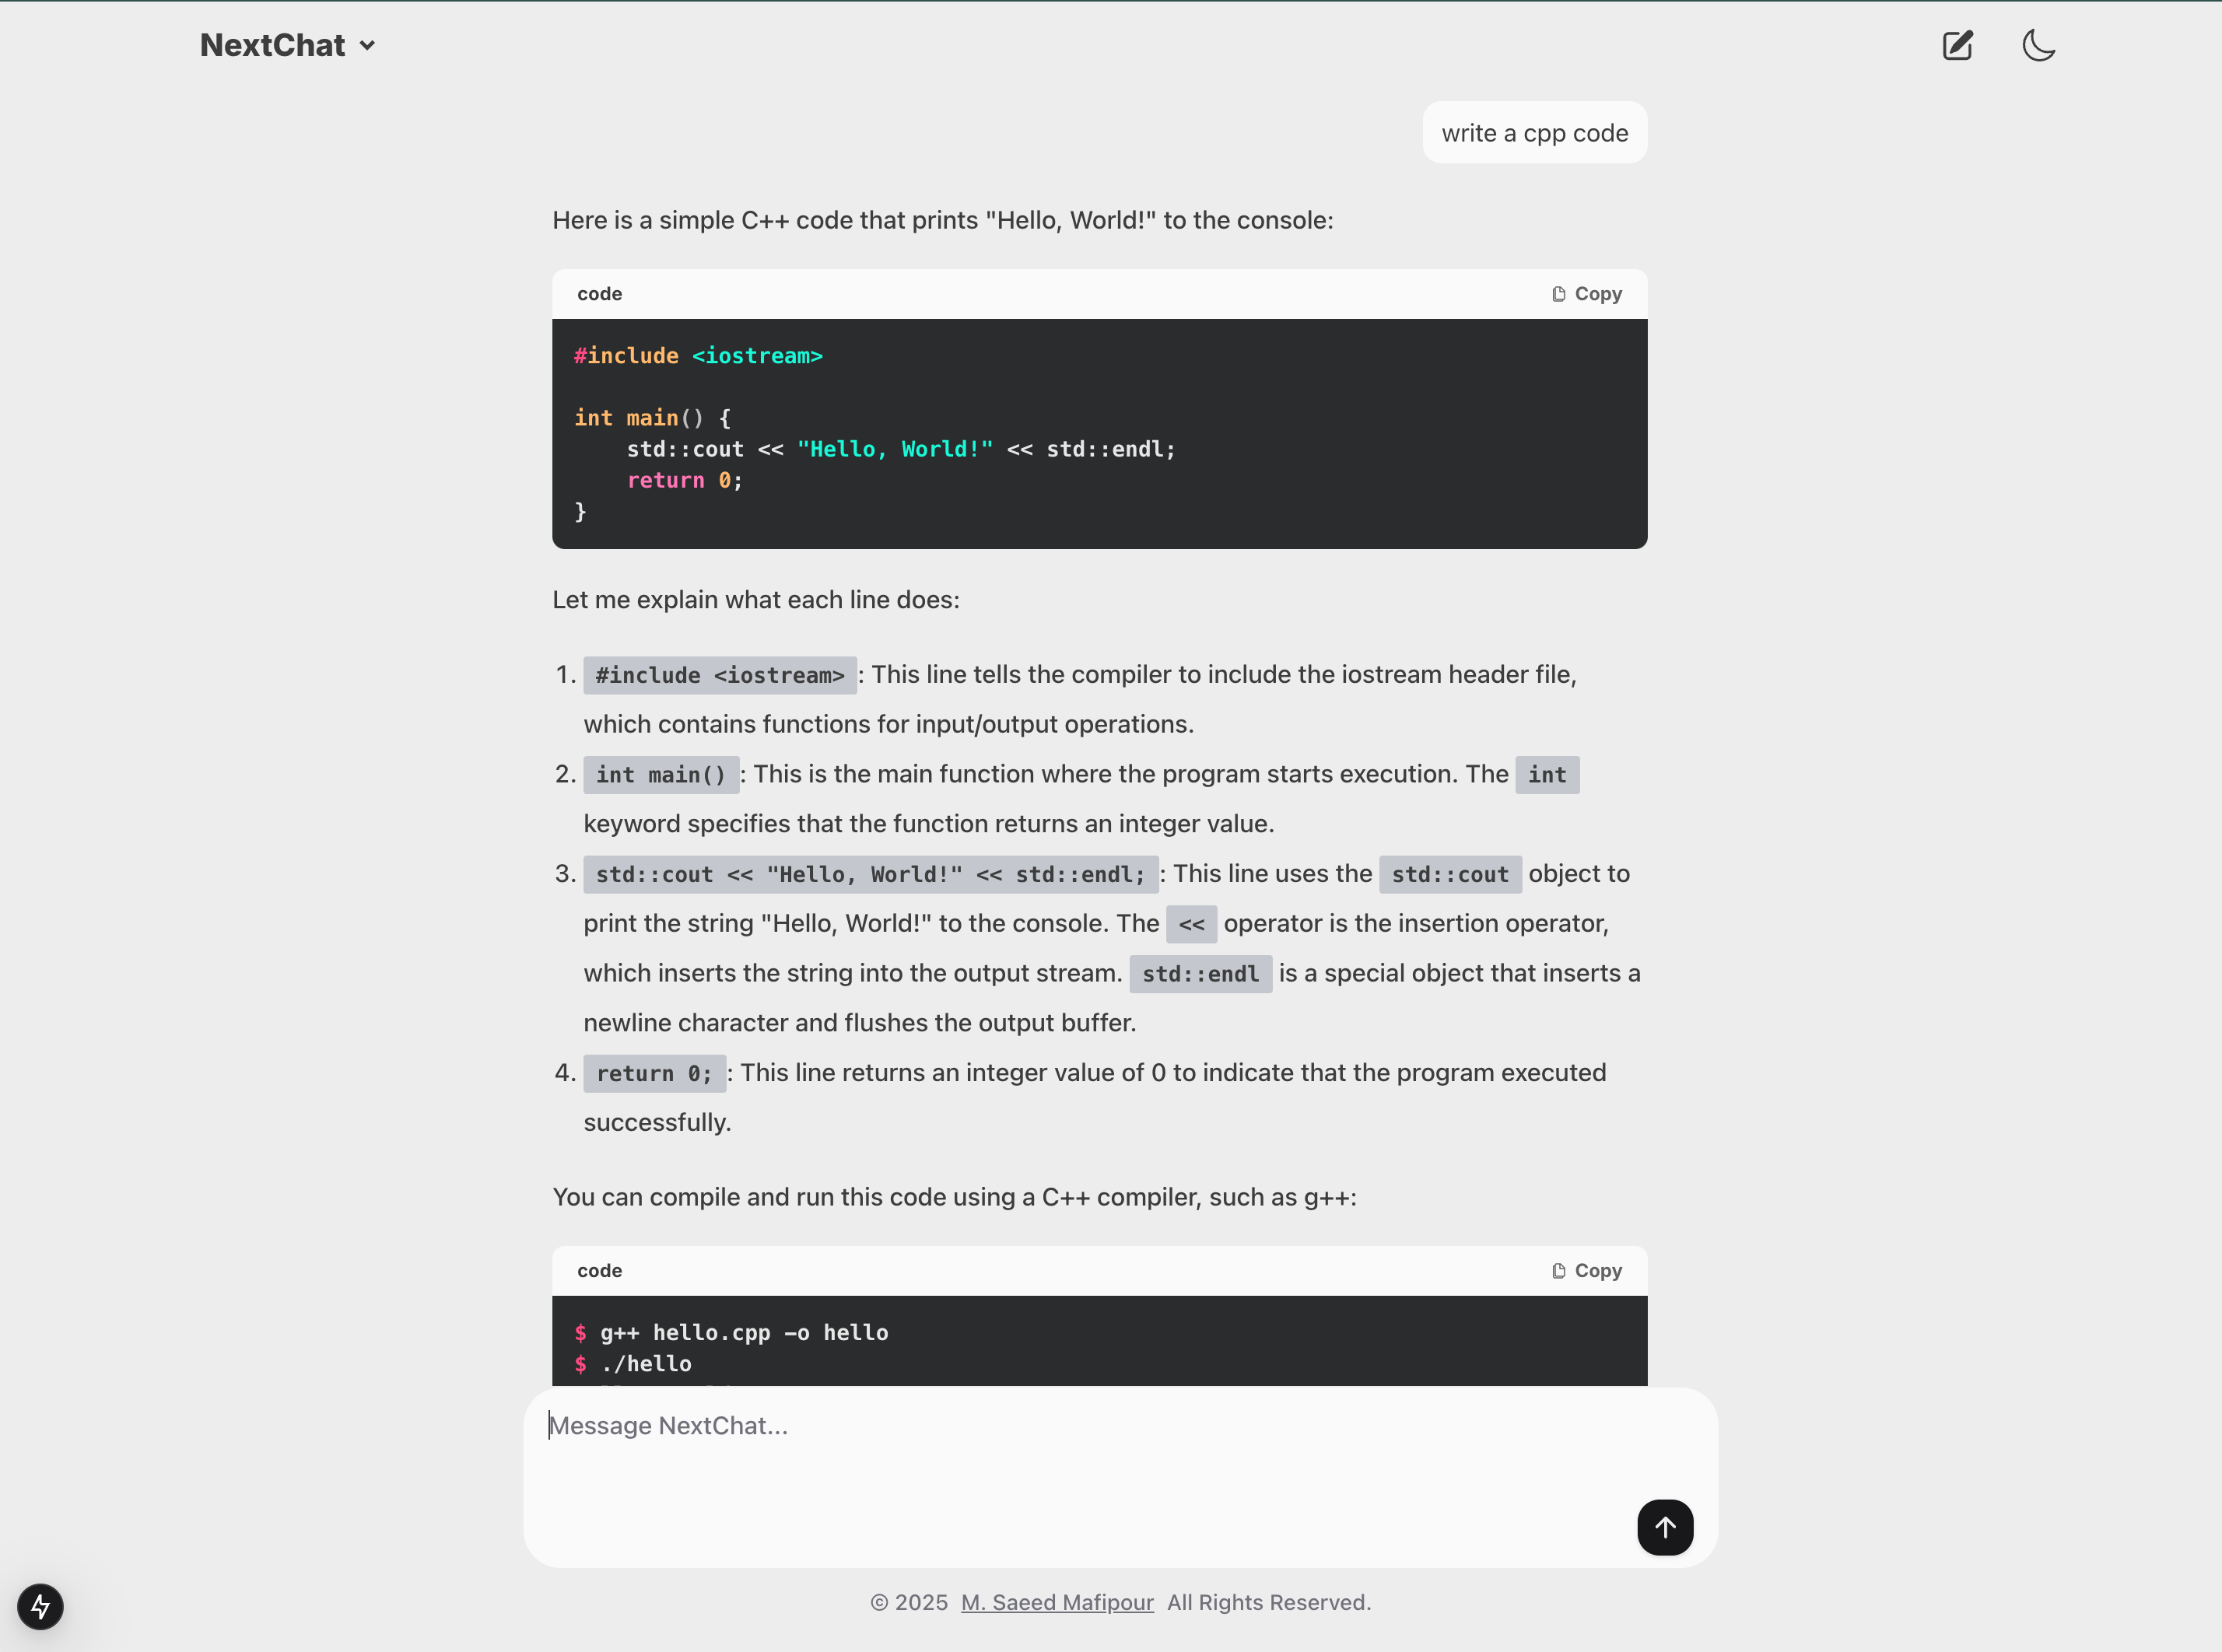 NextChat
write a cpp code
Here is a simple C++ code that prints "Hello, World!" to the console:
code
Copy
#include <iostream>
int main() {
    std::cout << "Hello, World!" << std::endl;
    return 0;
}
Let me explain what each line does:
1. #include <iostream> : This line tells the compiler to include the iostream header file,
which contains functions for input/output operations.
2. int main() : This is the main function where the program starts execution. The int
keyword specifies that the function returns an integer value.
3. std::cout << "Hello, World!" << std::endl; : This line uses the std::cout object to
print the string "Hello, World!" to the console. The << operator is the insertion operator,
which inserts the string into the output stream. std::endl is a special object that inserts a
newline character and flushes the output buffer.
4. return 0; : This line returns an integer value of 0 to indicate that the program executed
successfully.
You can compile and run this code using a C++ compiler, such as g++:
code
Copy
$ g++ hello.cpp -o hello
$ ./hello
Message NextChat...
© 2025 M. Saeed Mafipour All Rights Reserved.